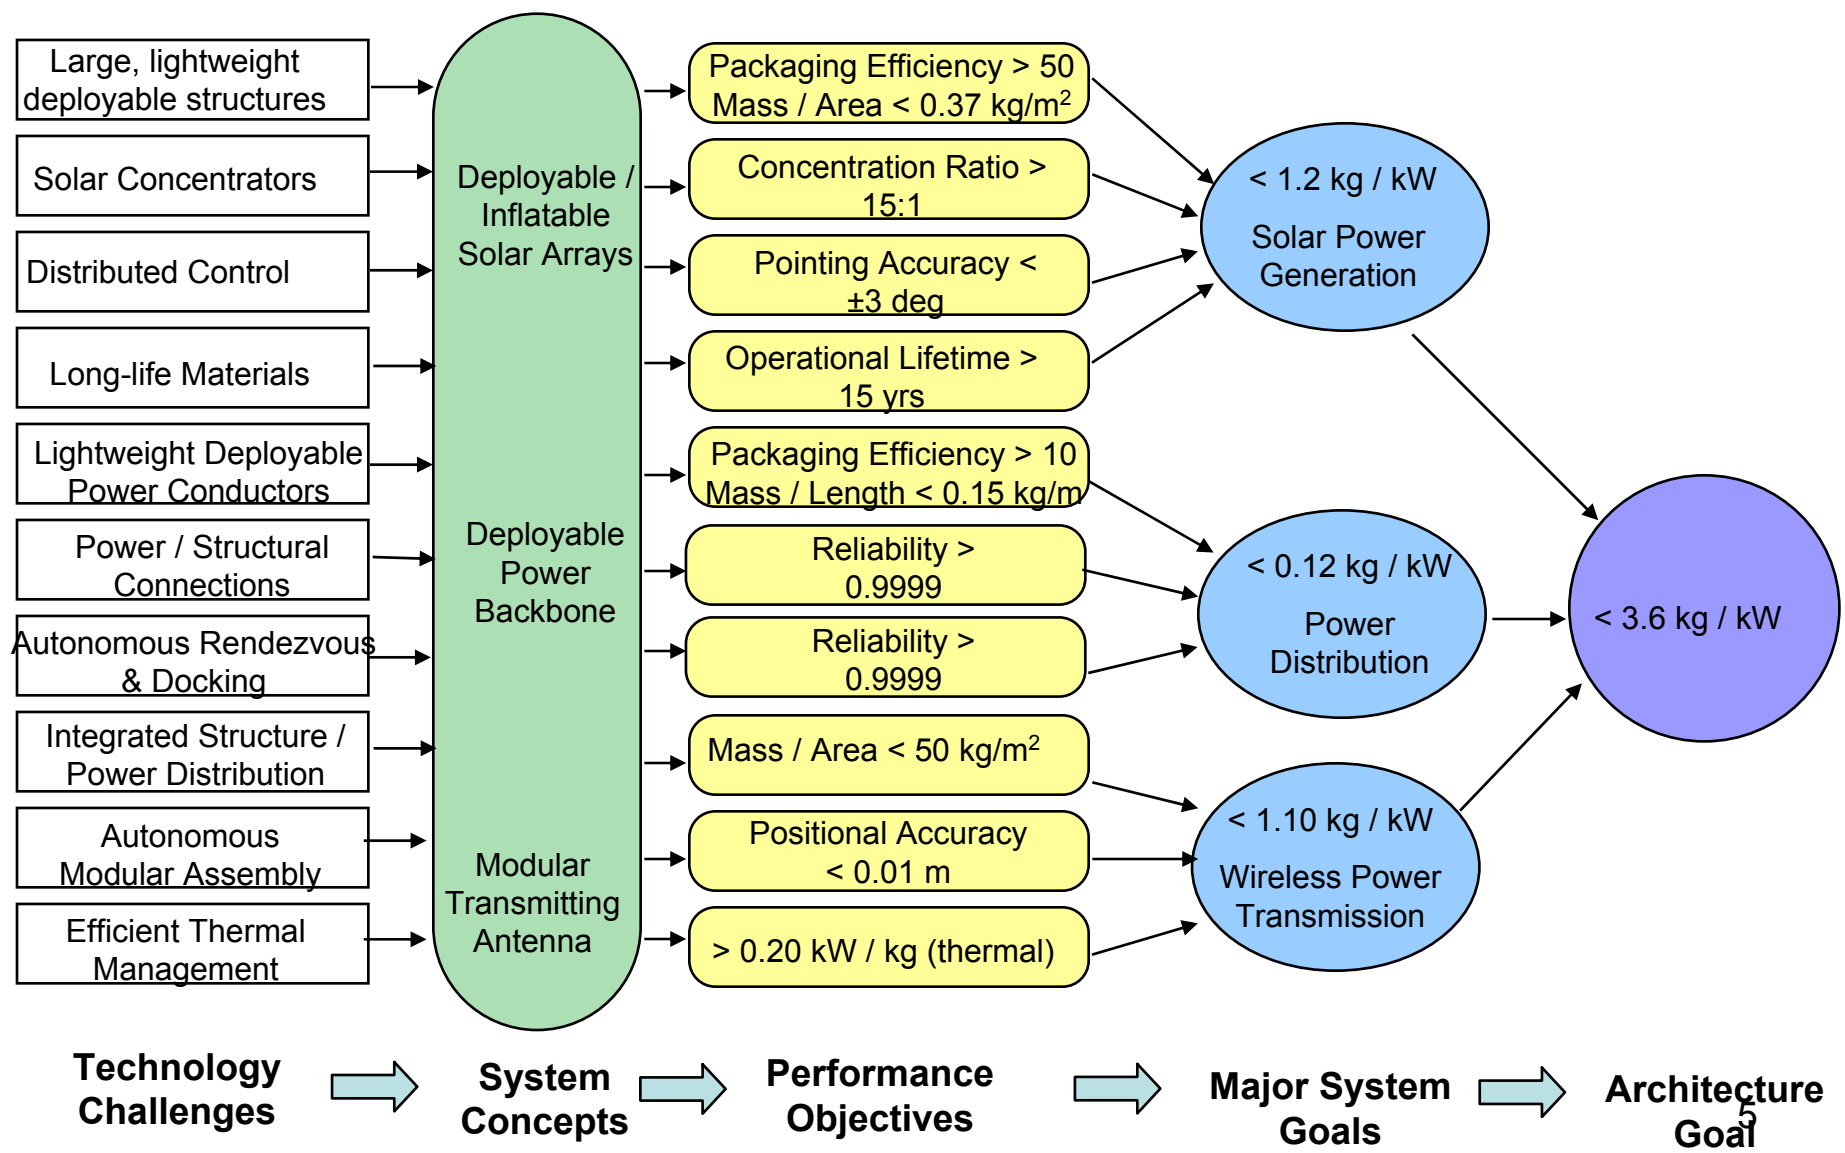 Large, lightweight
deployable structures
Solar Concentrators
Distributed Control
Long-life Materials
Lightweight Deployable
Power Conductors
Power / Structural
Connections
Autonomous Rendezvous
& Docking
Integrated Structure /
Power Distribution
Autonomous
Modular Assembly
Efficient Thermal
Management
Deployable /
Inflatable
Solar Arrays
Deployable
Power
Backbone
Modular
Transmitting
Antenna
Packaging Efficiency > 50
Mass / Area < 0.37 kg/m²
Concentration Ratio >
15:1
Pointing Accuracy <
±3 deg
Operational Lifetime >
15 yrs
Packaging Efficiency > 10
Mass / Length < 0.15 kg/m
Reliability >
0.9999
Reliability >
0.9999
Mass / Area < 50 kg/m²
Positional Accuracy
< 0.01 m
> 0.20 kW / kg (thermal)
< 1.2 kg / kW
Solar Power
Generation
< 0.12 kg / kW
Power
Distribution
< 1.10 kg / kW
Wireless Power
Transmission
< 3.6 kg / kW
Technology
Challenges
System
Concepts
Performance
Objectives
Major System
Goals
Architecture
Goal
5